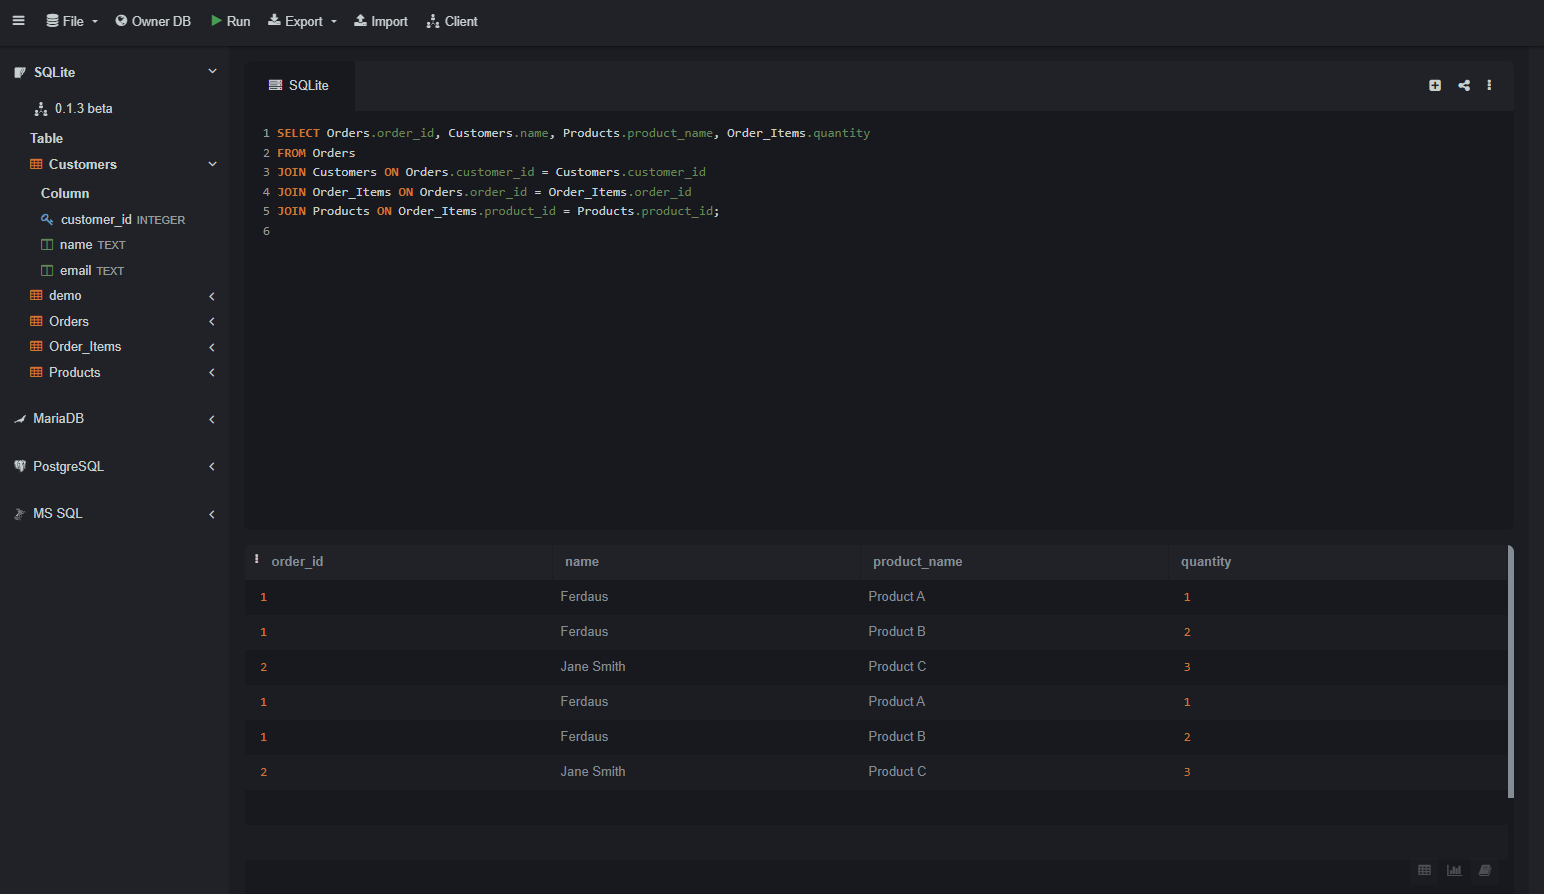 File Owner DB Run Export Import Client
SQLite
0.1.3 beta
Table
Customers
Column
customer_id INTEGER
name TEXT
email TEXT
demo
Orders
Order_Items
Products
MariaDB
PostgreSQL
MS SQL
SQLite
1 SELECT Orders.order_id, Customers.name, Products.product_name, Order_Items.quantity
2 FROM Orders
3 JOIN Customers ON Orders.customer_id = Customers.customer_id
4 JOIN Order_Items ON Orders.order_id = Order_Items.order_id
5 JOIN Products ON Order_Items.product_id = Products.product_id;
6
order_id name product_name quantity
1 Ferdaus Product A 1
1 Ferdaus Product B 2
2 Jane Smith Product C 3
1 Ferdaus Product A 1
1 Ferdaus Product B 2
2 Jane Smith Product C 3